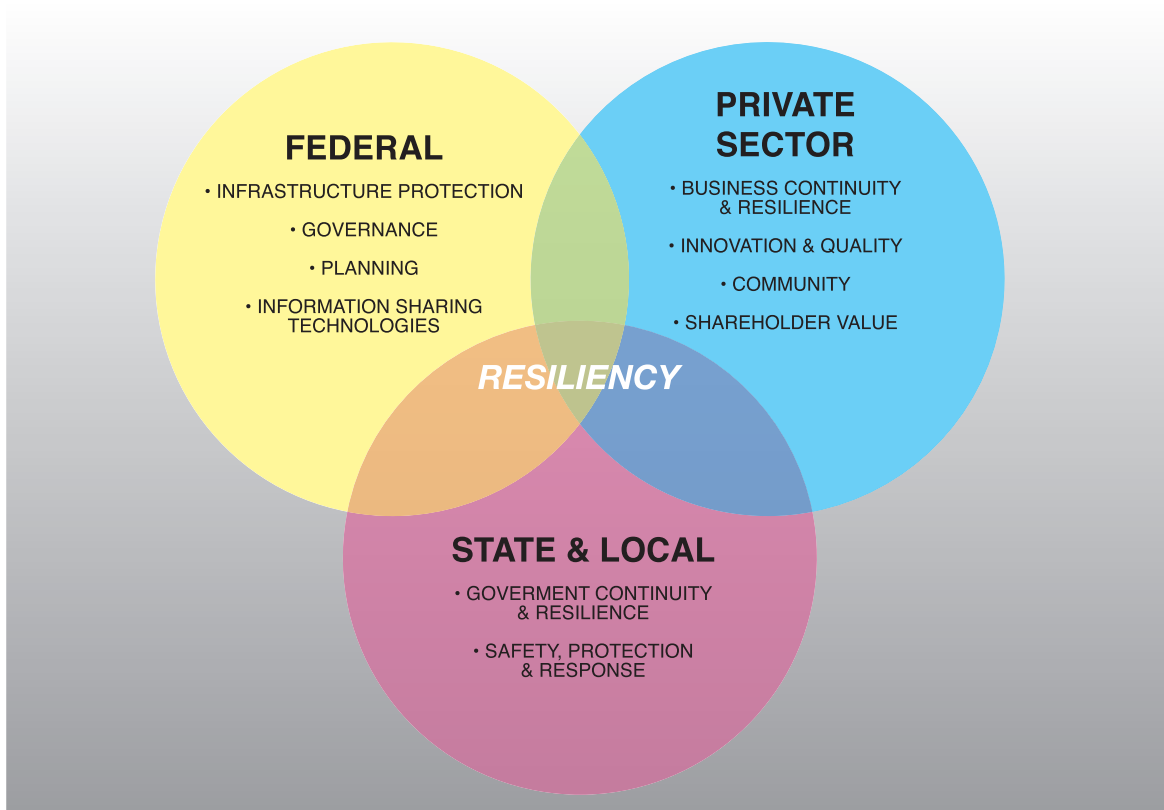 FEDERAL
• INFRASTRUCTURE PROTECTION
• GOVERNANCE
• PLANNING
• INFORMATION SHARING
TECHNOLOGIES
PRIVATE
SECTOR
• BUSINESS CONTINUITY
& RESILIENCE
• INNOVATION & QUALITY
• COMMUNITY
• SHAREHOLDER VALUE
RESILIENCY
STATE & LOCAL
• GOVERMENT CONTINUITY
& RESILIENCE
• SAFETY, PROTECTION
& RESPONSE